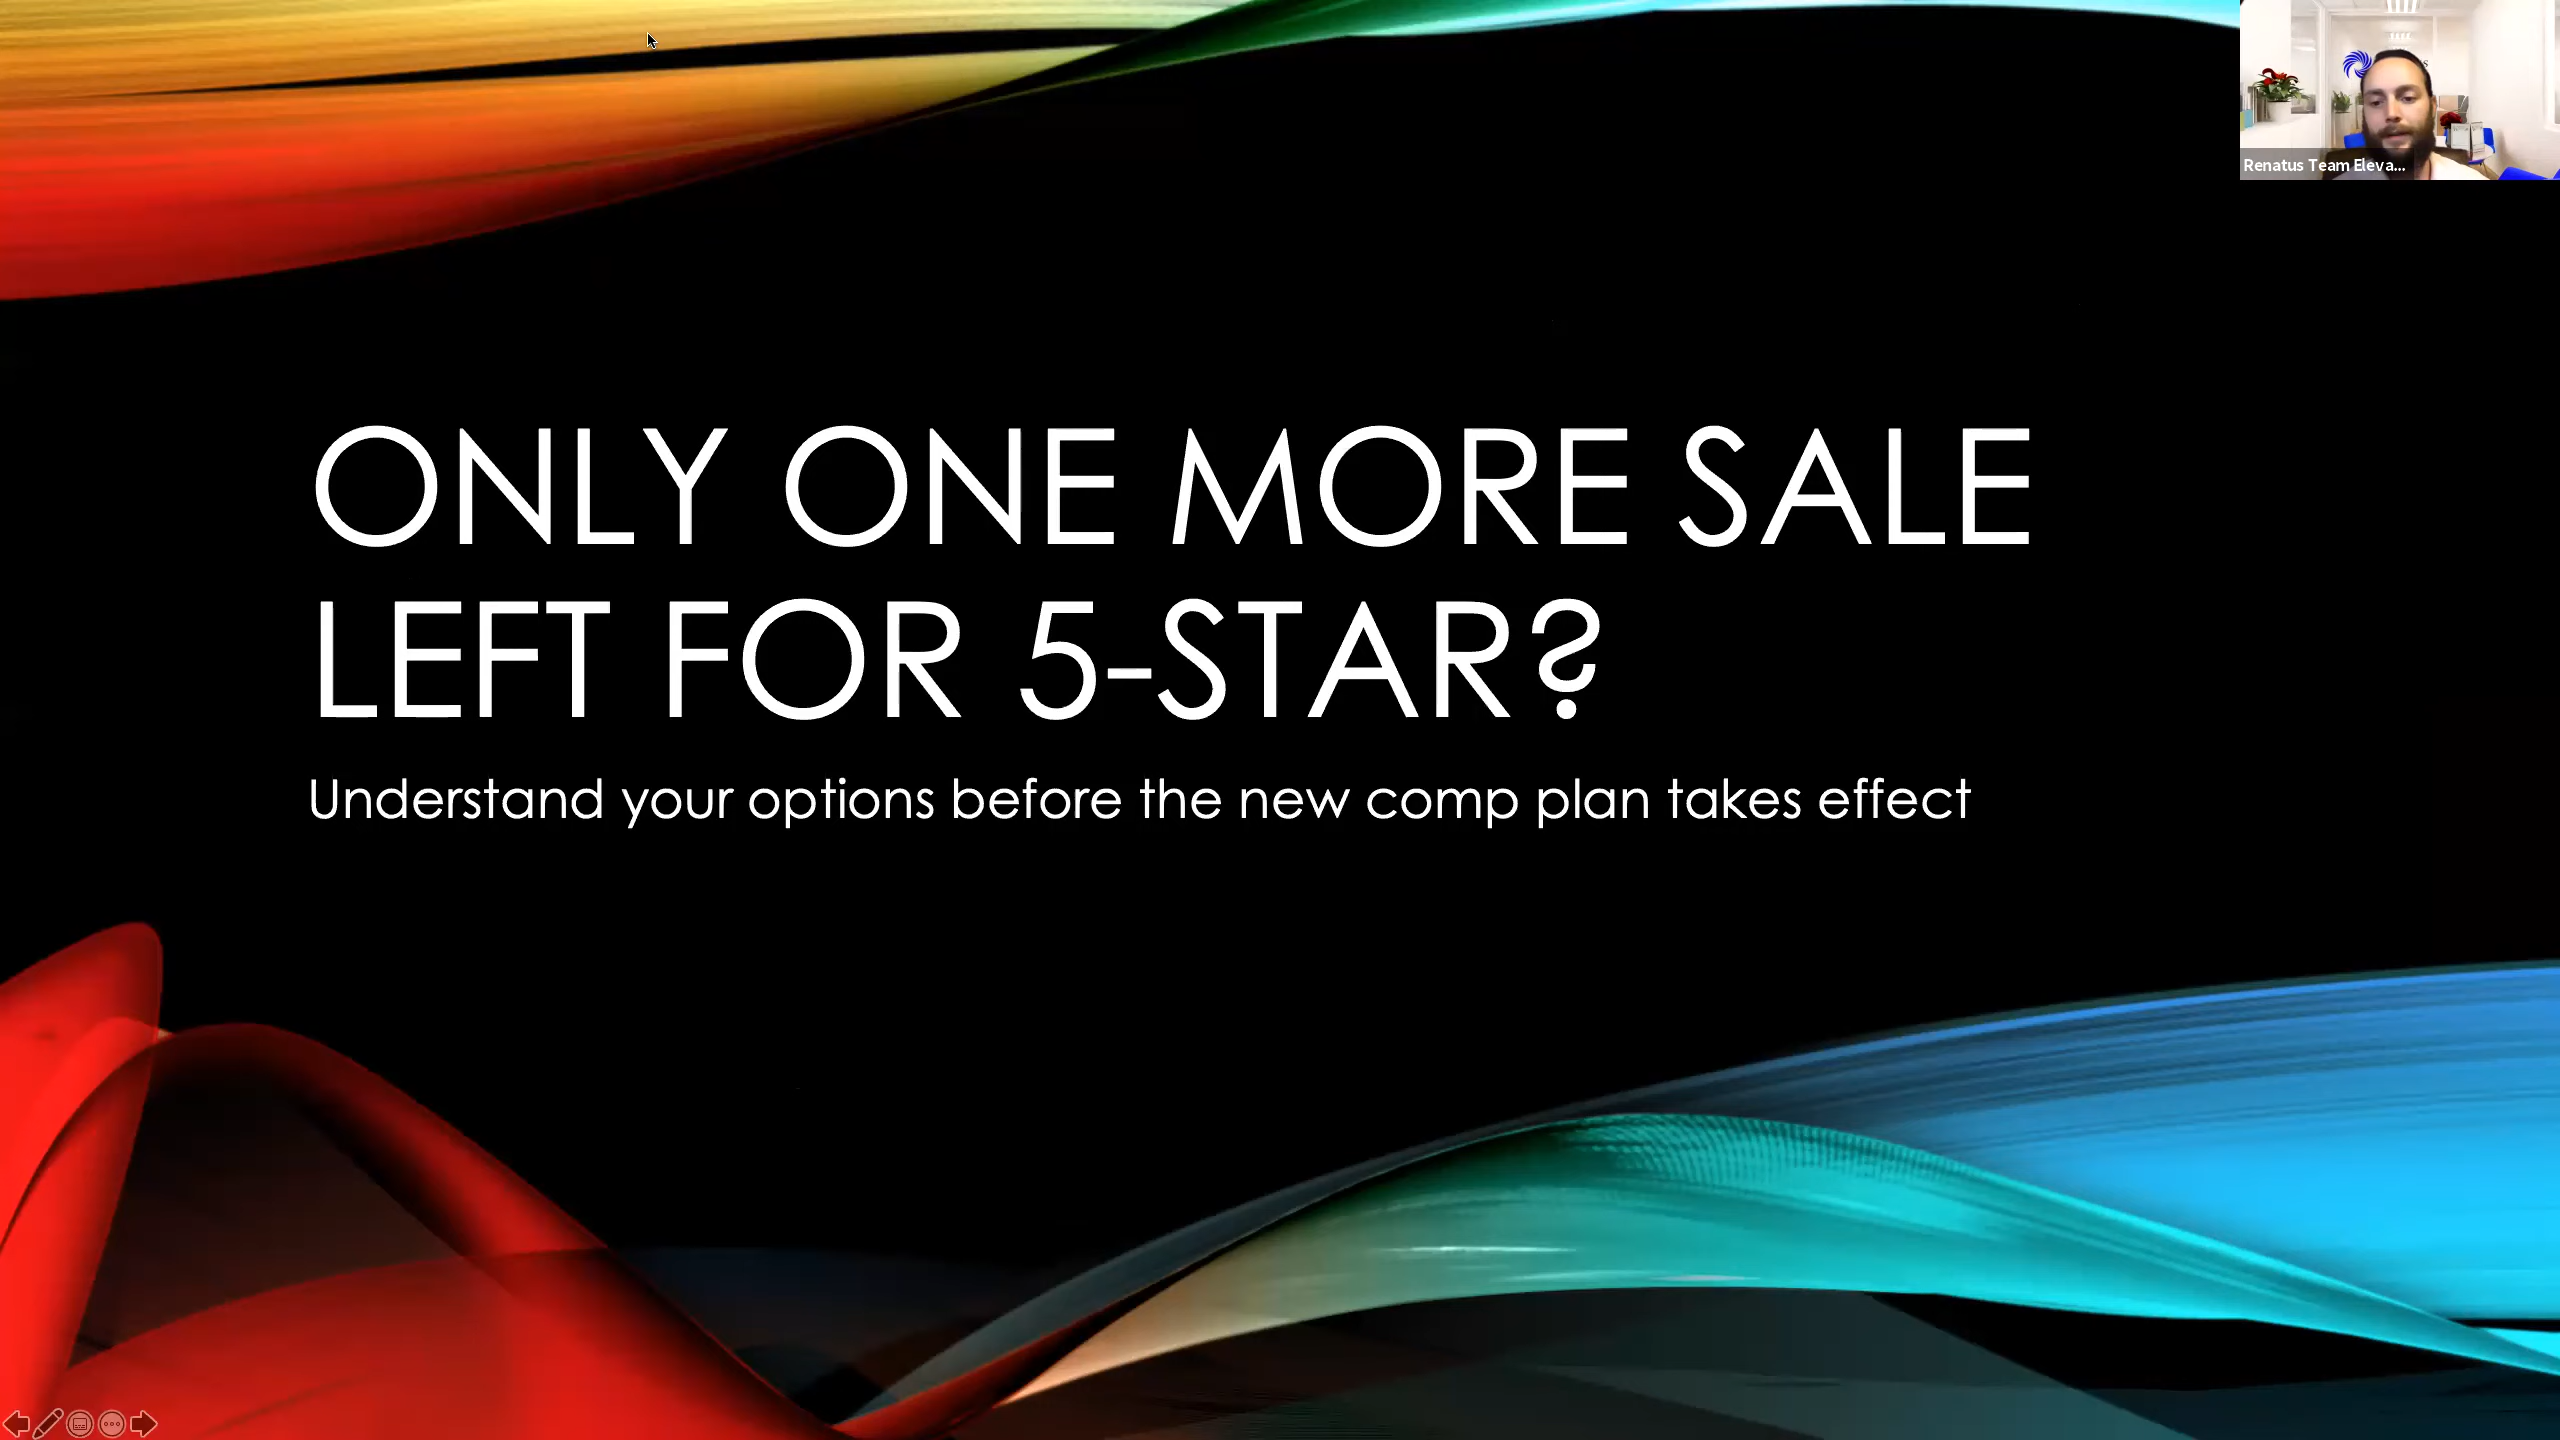 Renatus Team Eleva...
ONLY ONE MORE SALE
LEFT FOR 5-STAR?
Understand your options before the new comp plan takes effect